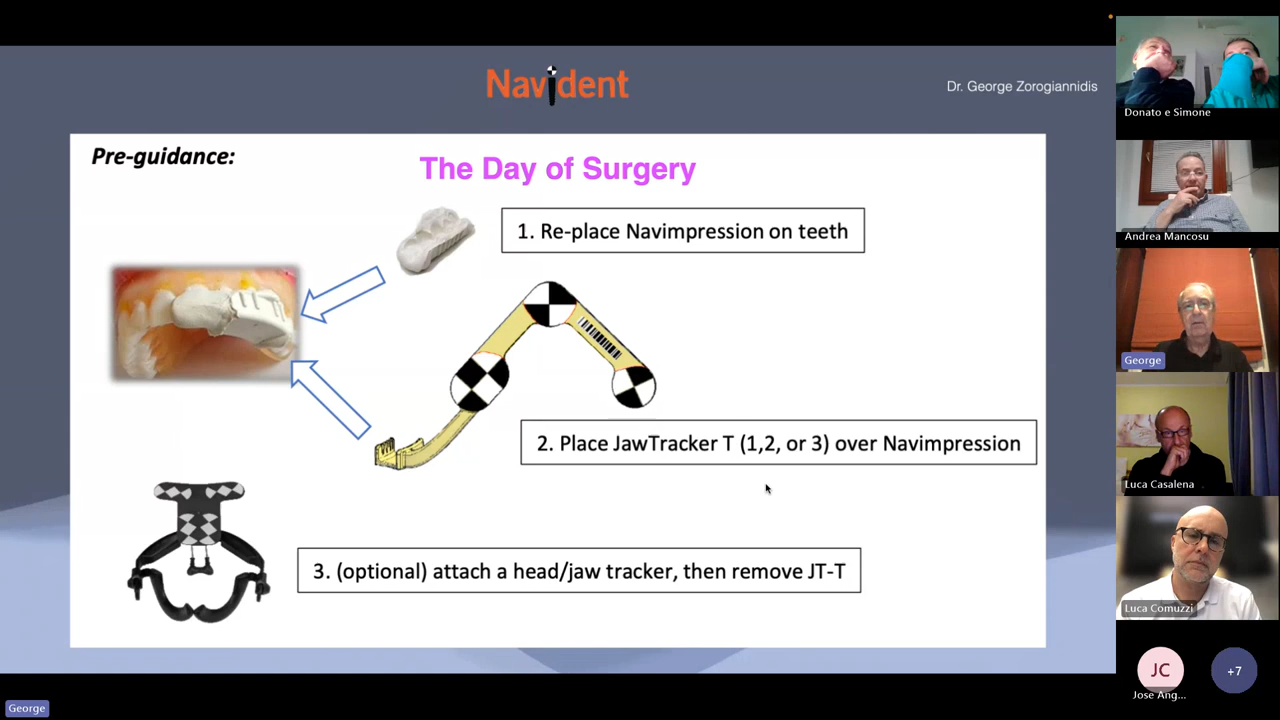 Navident
Dr. George Zorogiannidis
Pre-guidance:
The Day of Surgery
1. Re-place Navimpression on teeth
2. Place JawTracker T (1,2, or 3) over Navimpression
3. (optional) attach a head/jaw tracker, then remove JT-T
Donato e Simone
Andrea Mancosu
George
Luca Casalena
Luca Comuzzi
JC
+7
Jose Ang...
George